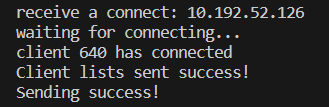 receive a connect: 10.192.52.126
waiting for connecting...
client 640 has connected
Client lists sent success!
Sending success!